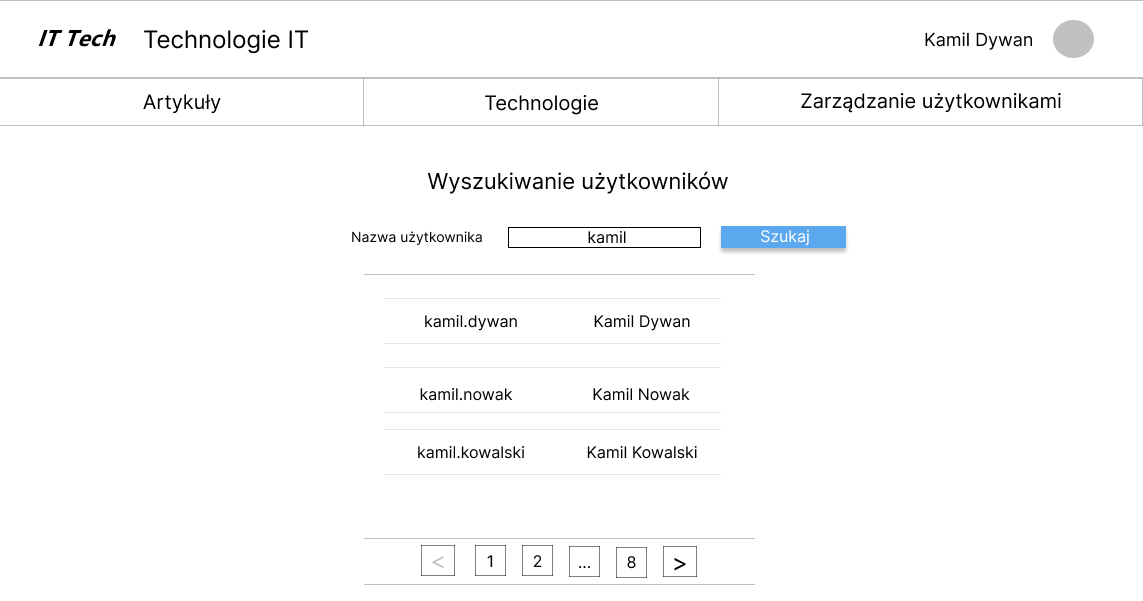 IT Tech Technologie IT Kamil Dywan
Artykuły Technologie Zarządzanie użytkownikami
Wyszukiwanie użytkowników
Nazwa użytkownika kamil Szukaj
kamil.dywan Kamil Dywan
kamil.nowak Kamil Nowak
kamil.kowalski Kamil Kowalski
< 1 2 ... 8 >